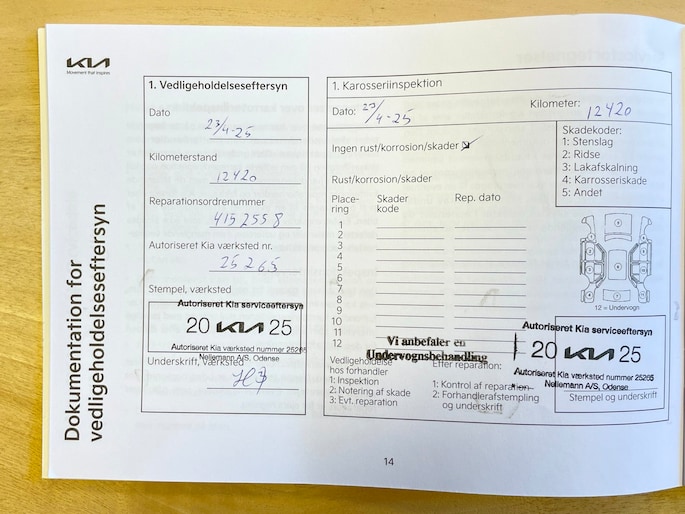 KIA
Movement that inspires
Dokumentation for
vedligeholdelseseftersyn
1. Vedligeholdelseseftersyn
Dato
23/4-25
Kilometerstand
12420
Reparationsordrenummer
4152558
Autoriseret Kia værksted nr.
25265
Stempel, værksted
Autoriseret Kia serviceeftersyn
20 KIA 25
Autoriseret Kia værksted nummer 25265
Nellemann A/S, Odense
Underskrift, værksted
1. Karosseriinspektion
Dato: 23/4-25
Kilometer: 12420
Ingen rust/korrosion/skader
Rust/korrosion/skader
Skadekoder:
1: Stenslag
2: Ridse
3: Lakafskalning
4: Karrosseriskade
5: Andet
Place-
ring
Skader
kode
Rep. dato
1
2
3
4
5
6
7
8
9
10
11
12
12 = Undervogn
Vi anbefaler en
Undervognsbehandling
Vedligeholdelse
hos forhandler
1: Inspektion
2: Notering af skade
3: Evt. reparation
Efter reparation:
1: Kontrol af reparation
2: Forhandlerafstempling
og underskrift
Autoriseret Kia serviceeftersyn
20 KIA 25
Autoriseret Kia værksted nummer 25265
Nellemann A/S, Odense
Stempel og underskrift
14